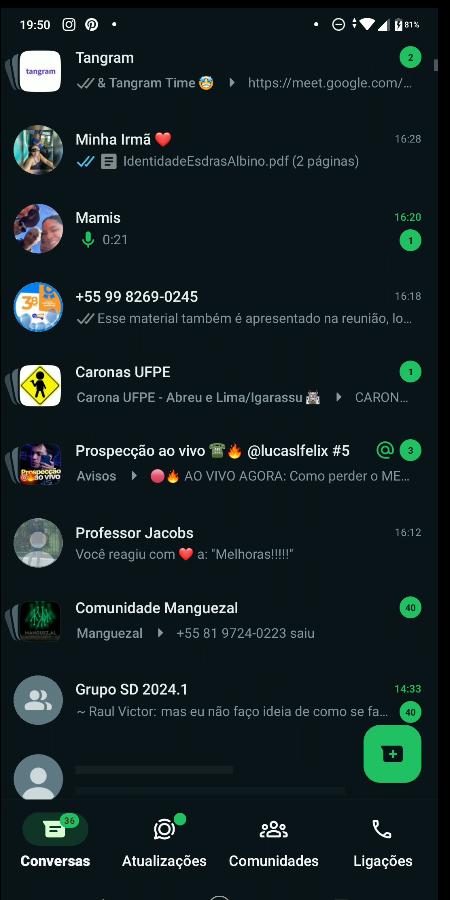 19:50
81%
Tangram
2
tangram
& Tangram Time 😰 ▸ https://meet.google.com/...
Minha Irmã ❤️
16:28
IdentidadeEsdrasAlbino.pdf (2 páginas)
Mamis
16:20
0:21
1
+55 99 8269-0245
16:18
38
Esse material também é apresentado na reunião, lo...
Caronas UFPE
1
Carona UFPE - Abreu e Lima/Igarassu ▸ CARON...
Prospecção ao vivo ☎️🔥 @lucaslfelix #5
@ 3
Prospecção ao vivo
Avisos ▸ 🔴🔥 AO VIVO AGORA: Como perder o ME...
Professor Jacobs
16:12
Você reagiu com ❤️ a: "Melhoras!!!!!"
Comunidade Manguezal
40
MANGUEZAL
Manguezal ▸ +55 81 9724-0223 saiu
Grupo SD 2024.1
14:33
~ Raul Victor: mas eu não faço ideia de como se fa...
40
36
Conversas
Atualizações
Comunidades
Ligações